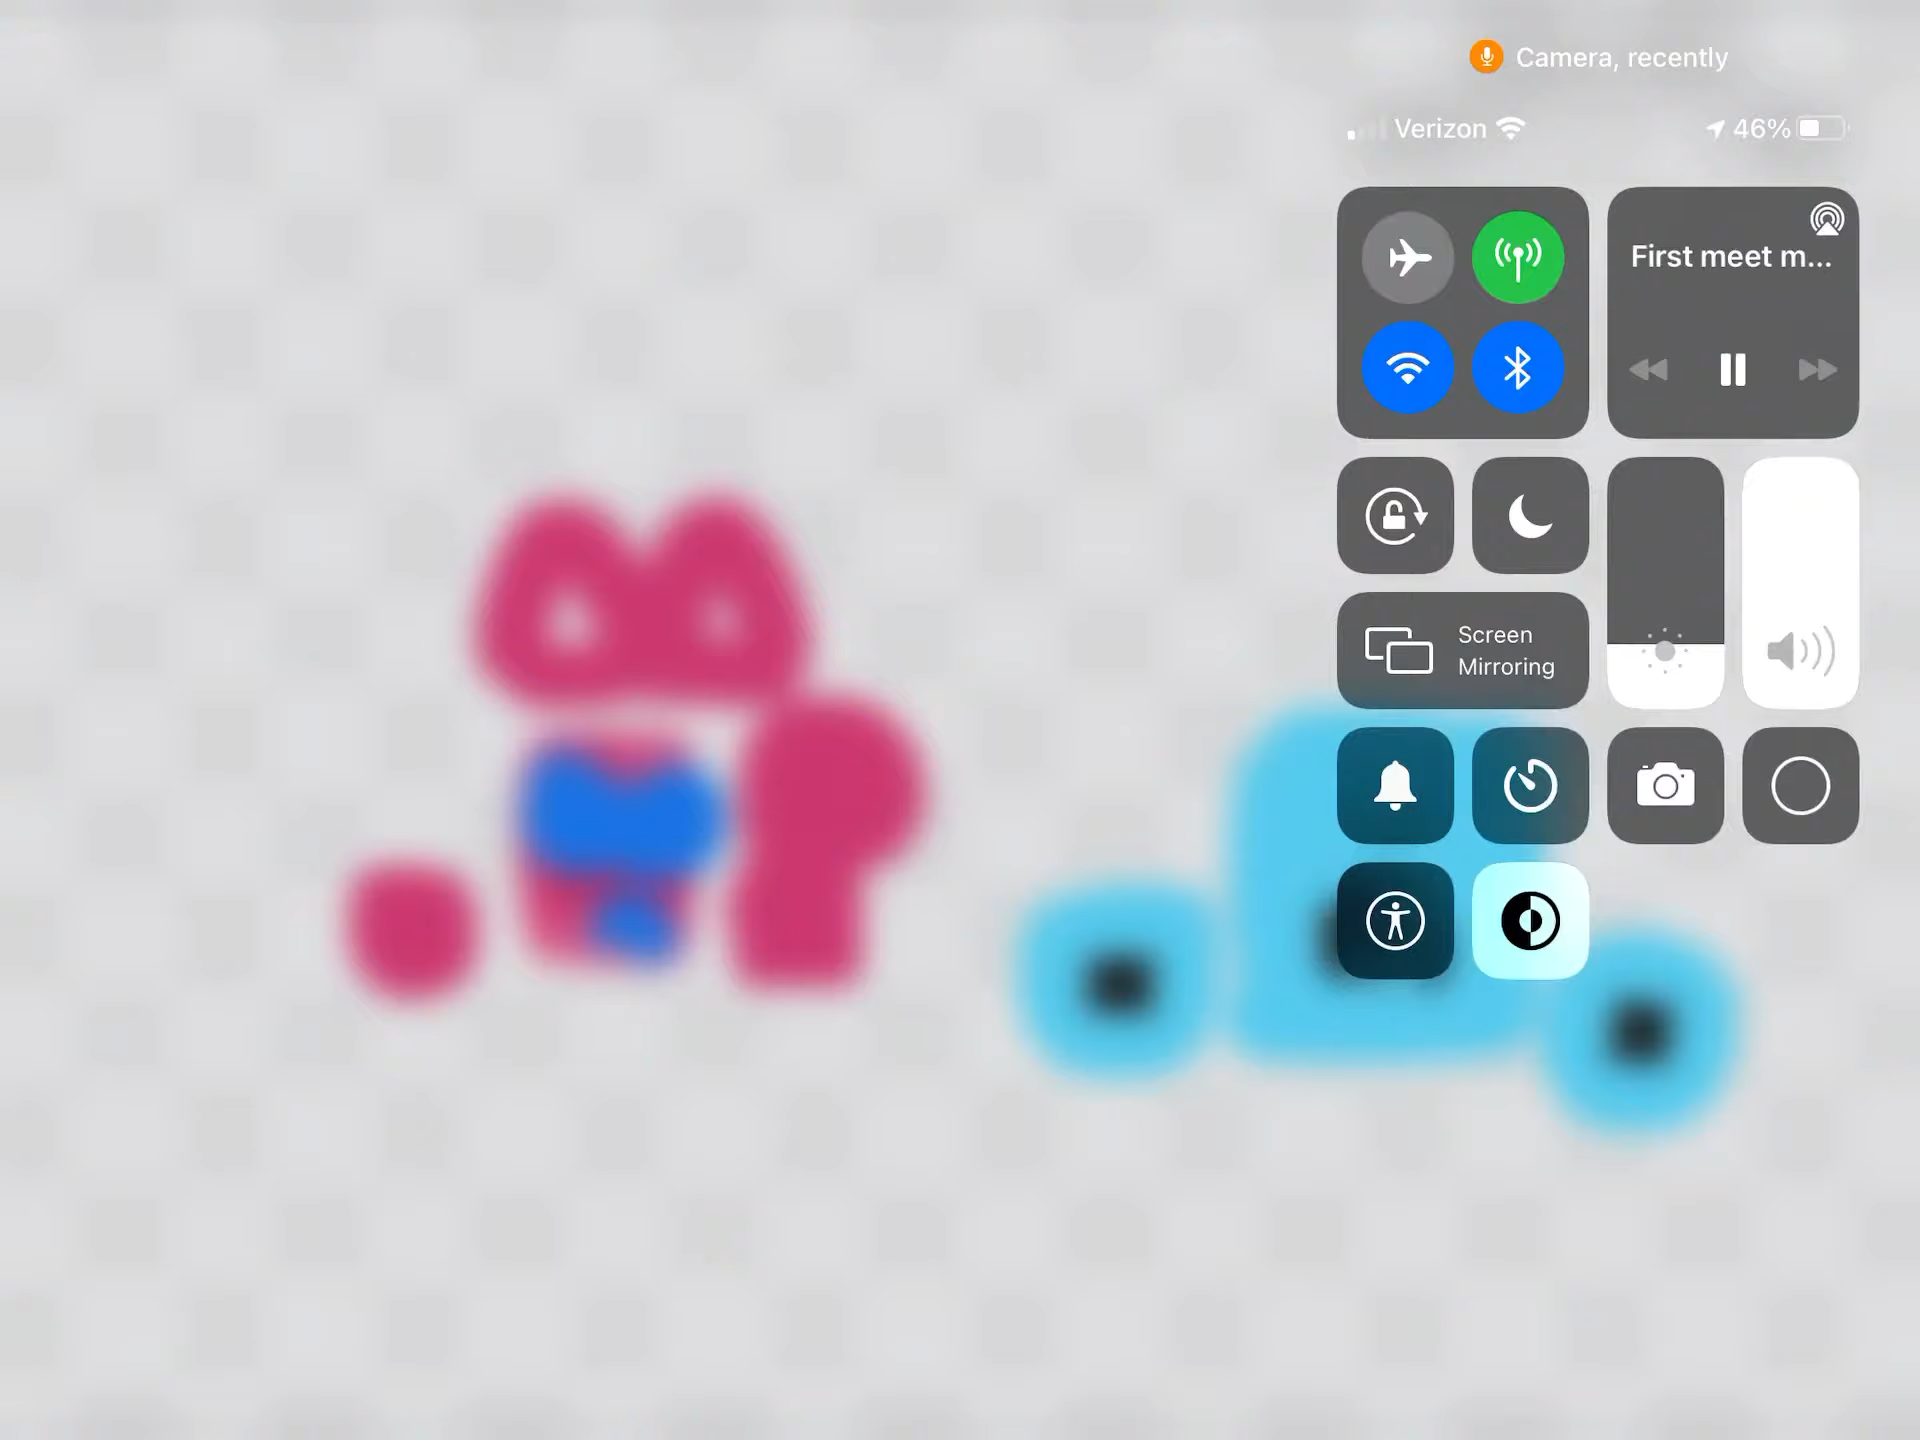 Camera, recently
Verizon
46%
First meet m...
Screen
Mirroring